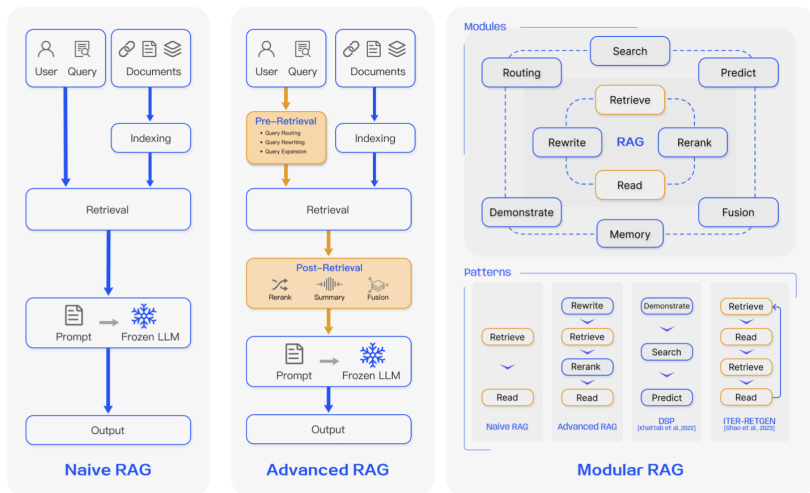 User Query
Documents
Indexing
Retrieval
Prompt
Frozen LLM
Output
Naive RAG
User Query
Documents
Pre-Retrieval
• Query Routing
• Query Rewriting
• Query Expansion
Indexing
Retrieval
Post-Retrieval
Rerank
Summary
Fusion
Prompt
Frozen LLM
Output
Advanced RAG
Modules
Search
Routing
Predict
Retrieve
Rewrite
RAG
Rerank
Read
Demonstrate
Fusion
Memory
Patterns
Retrieve
Read
Naive RAG
Rewrite
Retrieve
Rerank
Read
Advanced RAG
Demonstrate
Search
Predict
DSP
[Khattab et al,2022]
Retrieve
Read
Retrieve
Read
ITER-RETGEN
[Shao et al, 2023]
Modular RAG